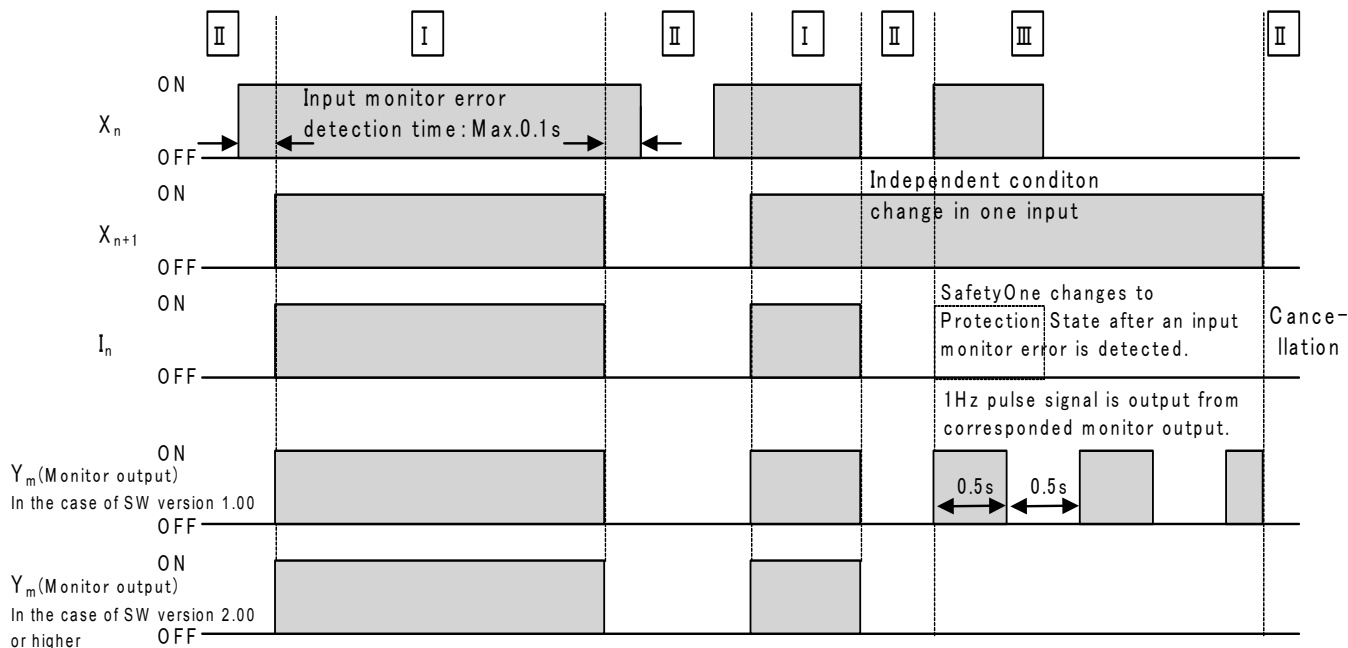 Ⅱ Ⅰ Ⅱ Ⅰ Ⅱ Ⅲ Ⅱ
ON
Input monitor error
detection time:Max.0.1s
Xn
OFF
ON
Independent conditon
change in one input
Xn+1
OFF
ON
SafetyOne changes to
Protection State after an input
monitor error is detected.
Cance-
llation
In
OFF
1Hz pulse signal is output from
corresponded monitor output.
ON
Ym(Monitor output)
In the case of SW version 1.00
0.5s 0.5s
OFF
ON
Ym(Monitor output)
In the case of SW version 2.00
or higher
OFF